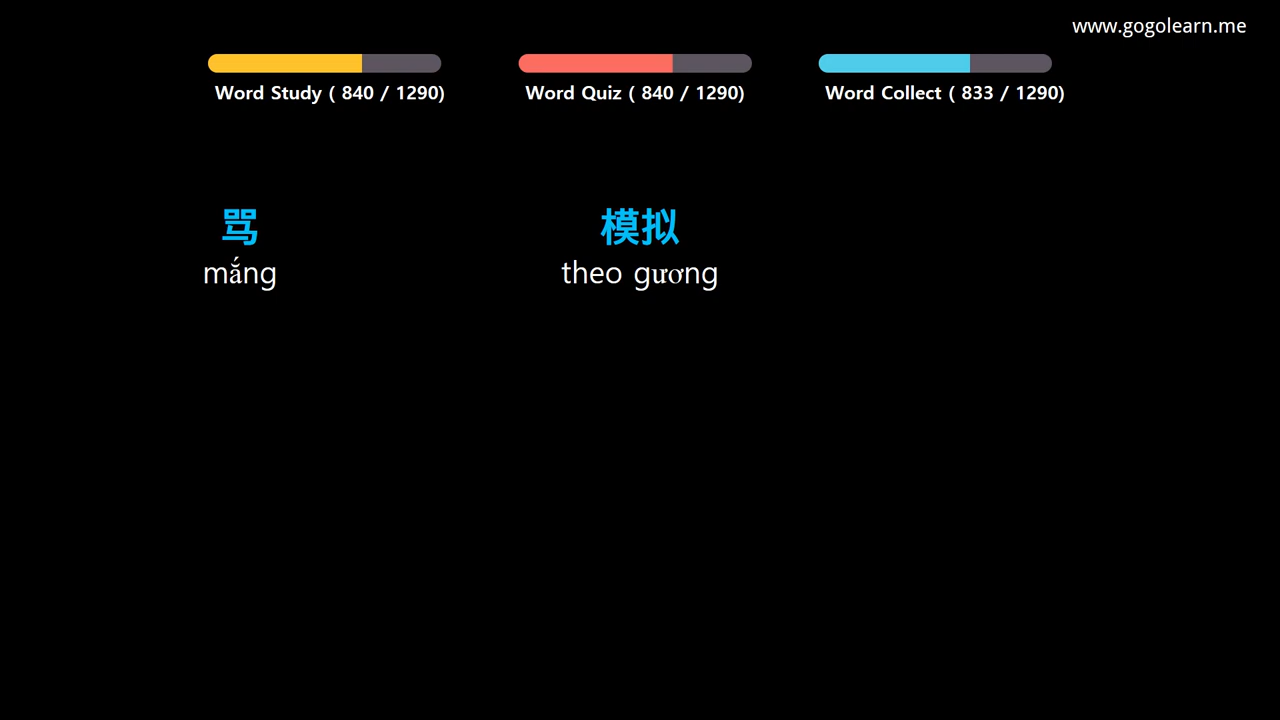 www.gogolearn.me
Word Study ( 840 / 1290)
Word Quiz ( 840 / 1290)
Word Collect ( 833 / 1290)
骂
mắng
模拟
theo gương